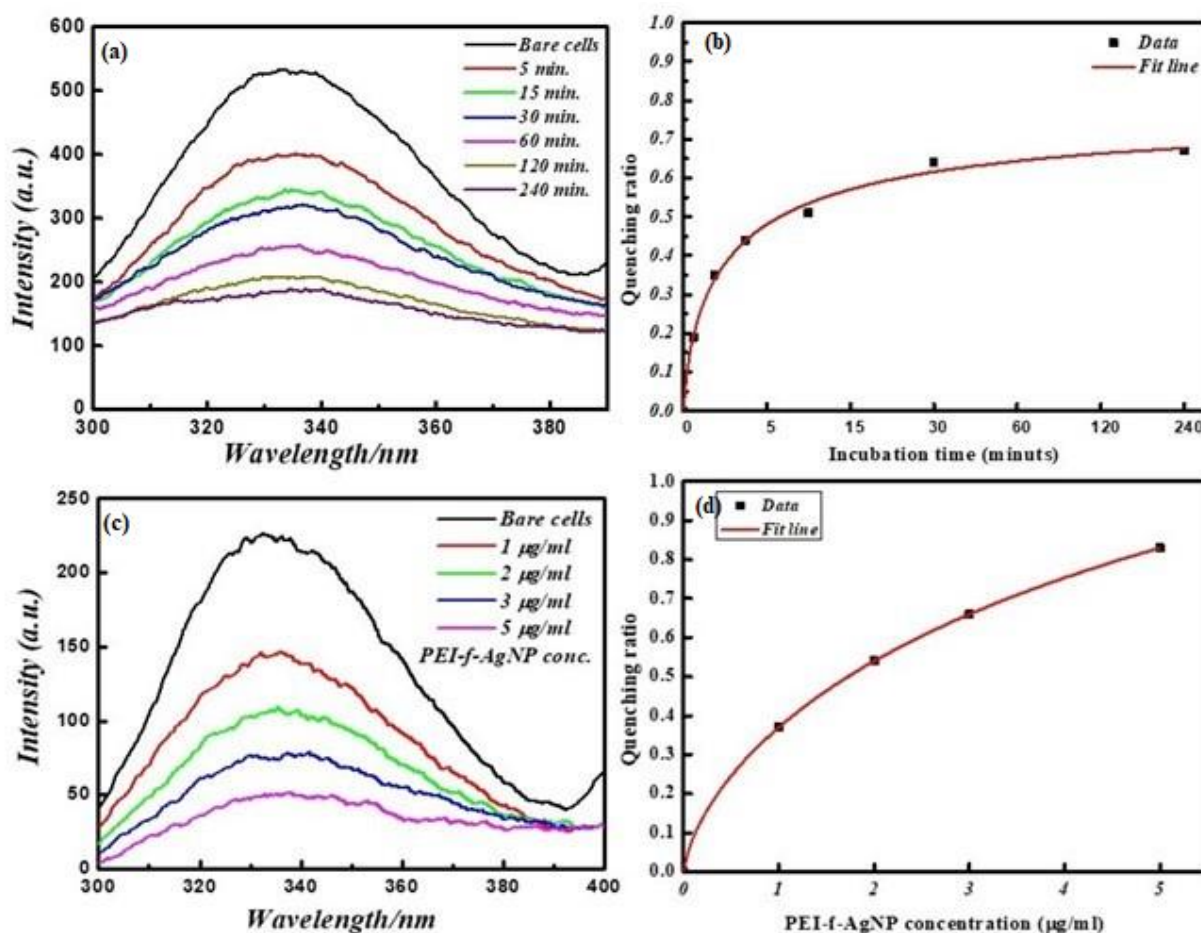 (a)
600
500
400
300
200
100
0
Intensity (a.u.)
300 320 340 360 380
Wavelength/nm
Bare cells
5 min.
15 min.
30 min.
60 min.
120 min.
240 min.
(b)
1.0
0.9
0.8
0.7
0.6
0.5
0.4
0.3
0.2
0.1
0.0
Quenching ratio
0 5 15 30 60 120 240
Incubation time (minuts)
Data
Fit line
(c)
250
200
150
100
50
0
Intensity (a.u.)
300 320 340 360 380 400
Wavelength/nm
Bare cells
1 µg/ml
2 µg/ml
3 µg/ml
5 µg/ml
PEI-f-AgNP conc.
(d)
1.0
0.9
0.8
0.7
0.6
0.5
0.4
0.3
0.2
0.1
0.0
Quenching ratio
0 1 2 3 4 5
PEI-f-AgNP concentration (µg/ml)
Data
Fit line